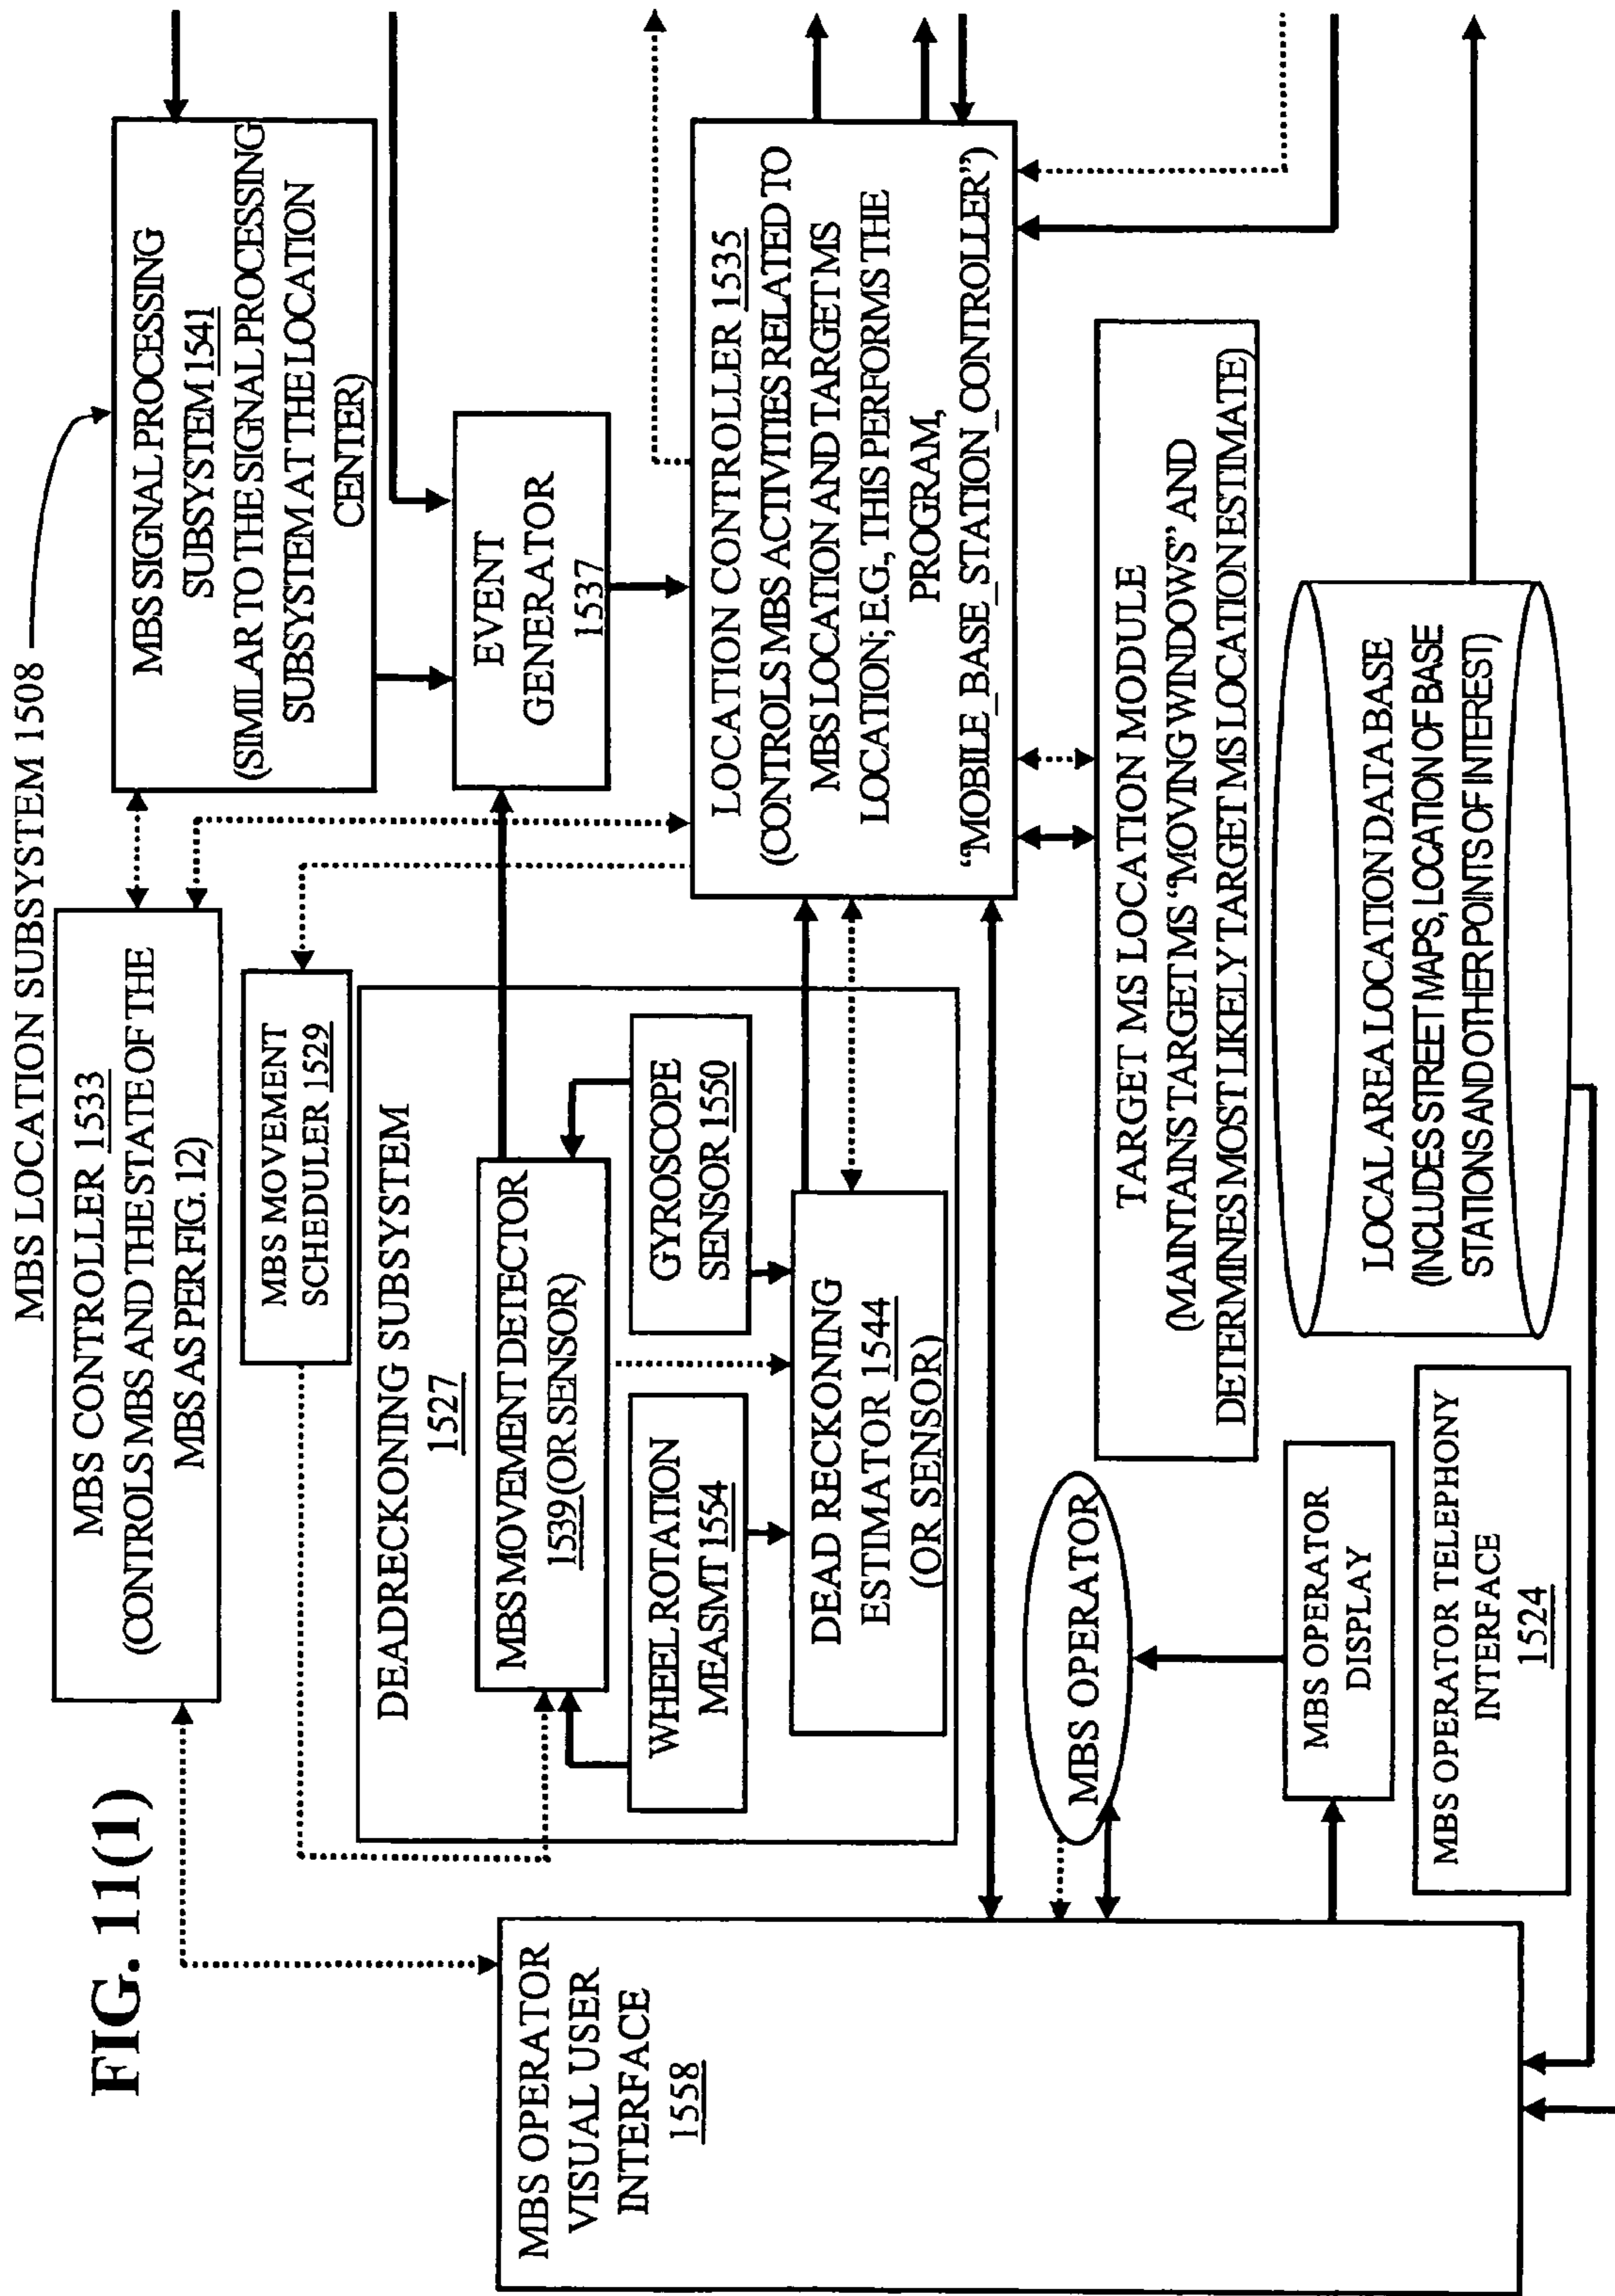 FIG. 11(1)
MBS LOCATION SUBSYSTEM 1508
MBS CONTROLLER 1533
(CONTROLS MBS AND THE STATE OF THE
MBS AS PER FIG. 12)
MBS SIGNAL PROCESSING
SUBSYSTEM 1541
(SIMILAR TO THE SIGNAL PROCESSING
SUBSYSTEM AT THE LOCATION
CENTER)
MBS MOVEMENT
SCHEDULER 1529
DEADRECKONING SUBSYSTEM
1527
MBS MOVEMENT DETECTOR
1539 (OR SENSOR)
WHEEL ROTATION
MEASMT 1554
GYROSCOPE
SENSOR 1550
DEAD RECKONING
ESTIMATOR 1544
(OR SENSOR)
EVENT
GENERATOR
1537
LOCATION CONTROLLER 1535
(CONTROLS MBS ACTIVITIES RELATED TO
MBS LOCATION AND TARGET MS
LOCATION; E.G., THIS PERFORMS THE
PROGRAM,
“MOBILE_BASE_STATION_CONTROLLER”)
MBS OPERATOR
VISUAL USER
INTERFACE
1558
MBS OPERATOR
MBS OPERATOR
DISPLAY
MBS OPERATOR TELEPHONY
INTERFACE
1524
TARGET MS LOCATION MODULE
(MAINTAINS TARGET MS “MOVING WINDOWS” AND
DETERMINES MOST LIKELY TARGET MS LOCATION ESTIMATE)
LOCAL AREA LOCATION DATA BASE
(INCLUDES STREET MAPS, LOCATION OF BASE
STATIONS AND OTHER POINTS OF INTEREST)